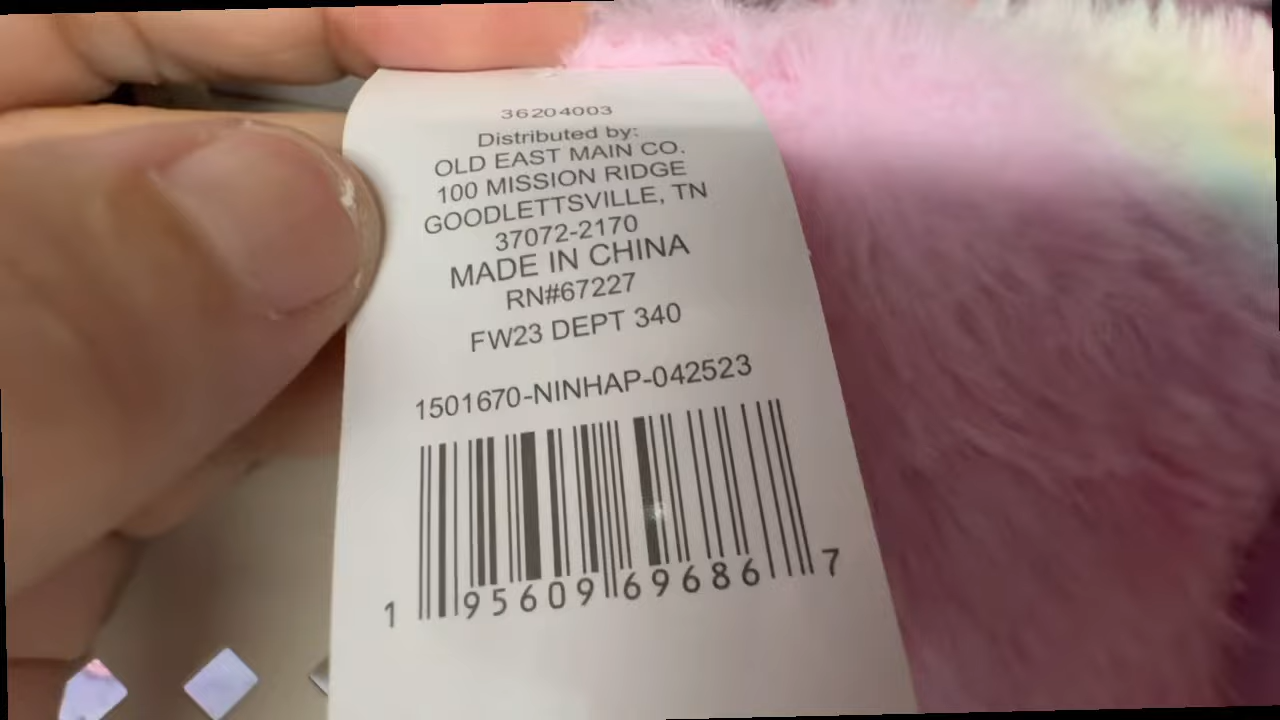 36204003
Distributed by:
OLD EAST MAIN CO.
100 MISSION RIDGE
GOODLETTSVILLE, TN
37072-2170
MADE IN CHINA
RN#67227
FW23 DEPT 340
1501670-NINHAP-042523
1 95609 69686 7